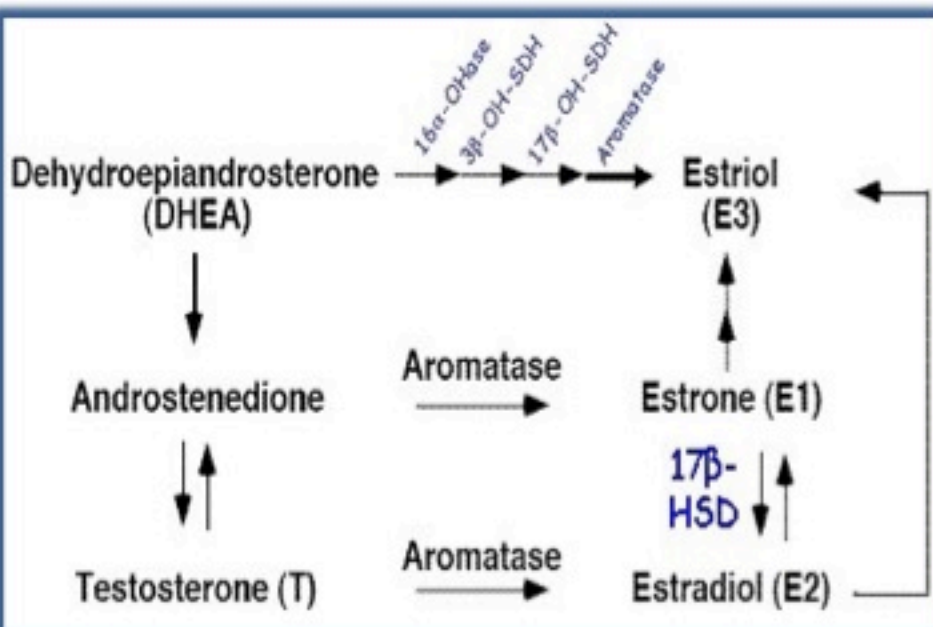 16α-OHase
3β-OH-SDH
17β-OH-SDH
Aromatase
Dehydroepiandrosterone
(DHEA)
Estriol
(E3)
Androstenedione
Aromatase
Estrone (E1)
17β-
HSD
Testosterone (T)
Aromatase
Estradiol (E2)